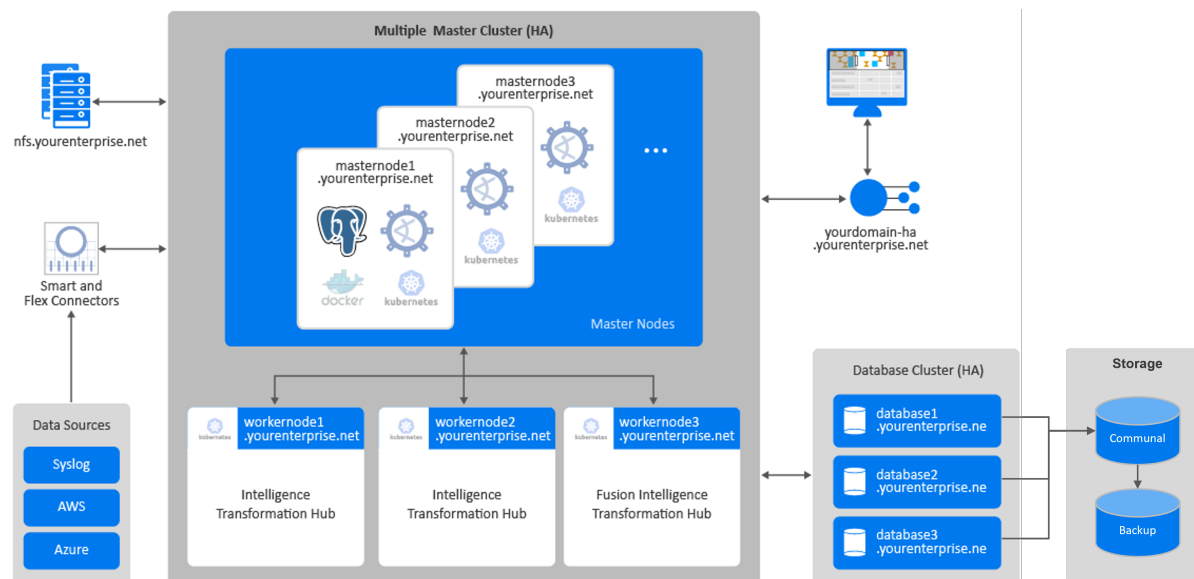 Multiple Master Cluster (HA)
masternode3
.yourenterprise.net
masternode2
.yourenterprise.net
masternode1
.yourenterprise.net
...
kubernetes
kubernetes
docker
kubernetes
Master Nodes
nfs.yourenterprise.net
Smart and
Flex Connectors
Data Sources
Syslog
AWS
Azure
kubernetes
workernode1
.yourenterprise.net
Intelligence
Transformation Hub
kubernetes
workernode2
.yourenterprise.net
Intelligence
Transformation Hub
kubernetes
workernode3
.yourenterprise.net
Fusion Intelligence
Transformation Hub
yourdomain-ha
.yourenterprise.net
Database Cluster (HA)
database1
.yourenterprise.ne
database2
.yourenterprise.ne
database3
.yourenterprise.ne
Storage
Communal
Backup